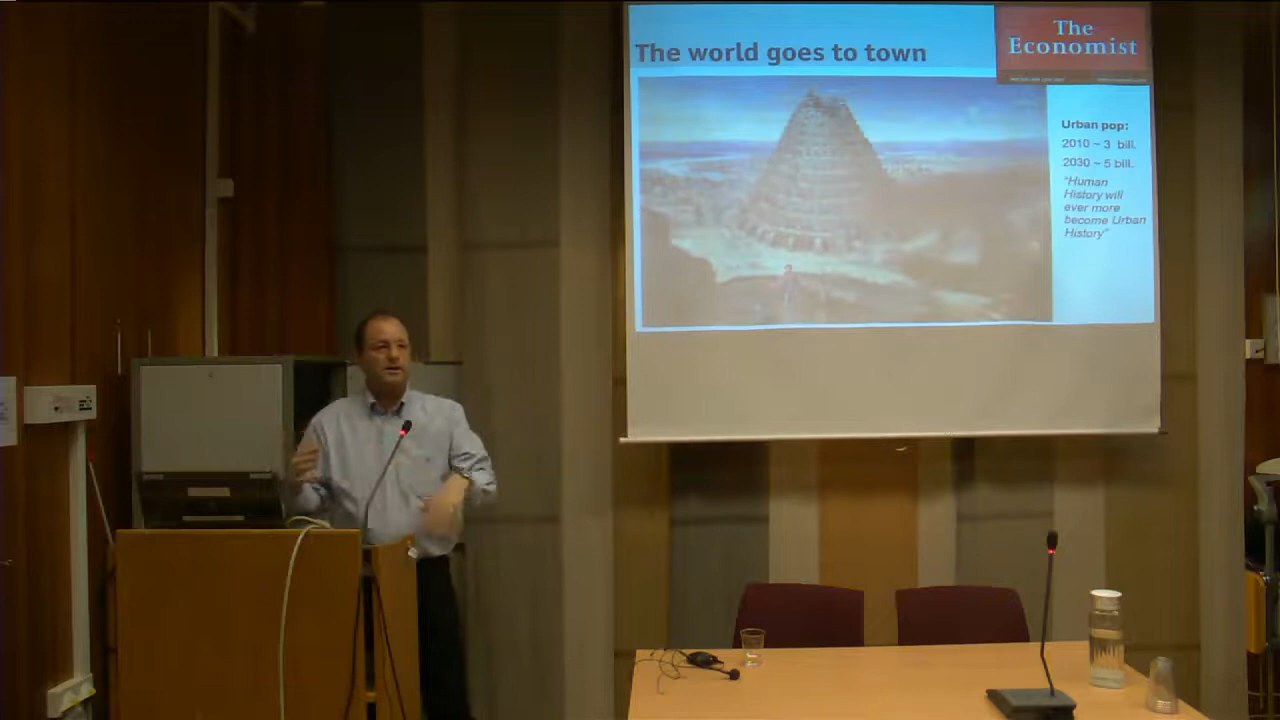 The world goes to town
The
Economist
Urban pop:
2010 ~ 3 bill.
2030 ~ 5 bill.
"Human
History will
ever more
become Urban
History"